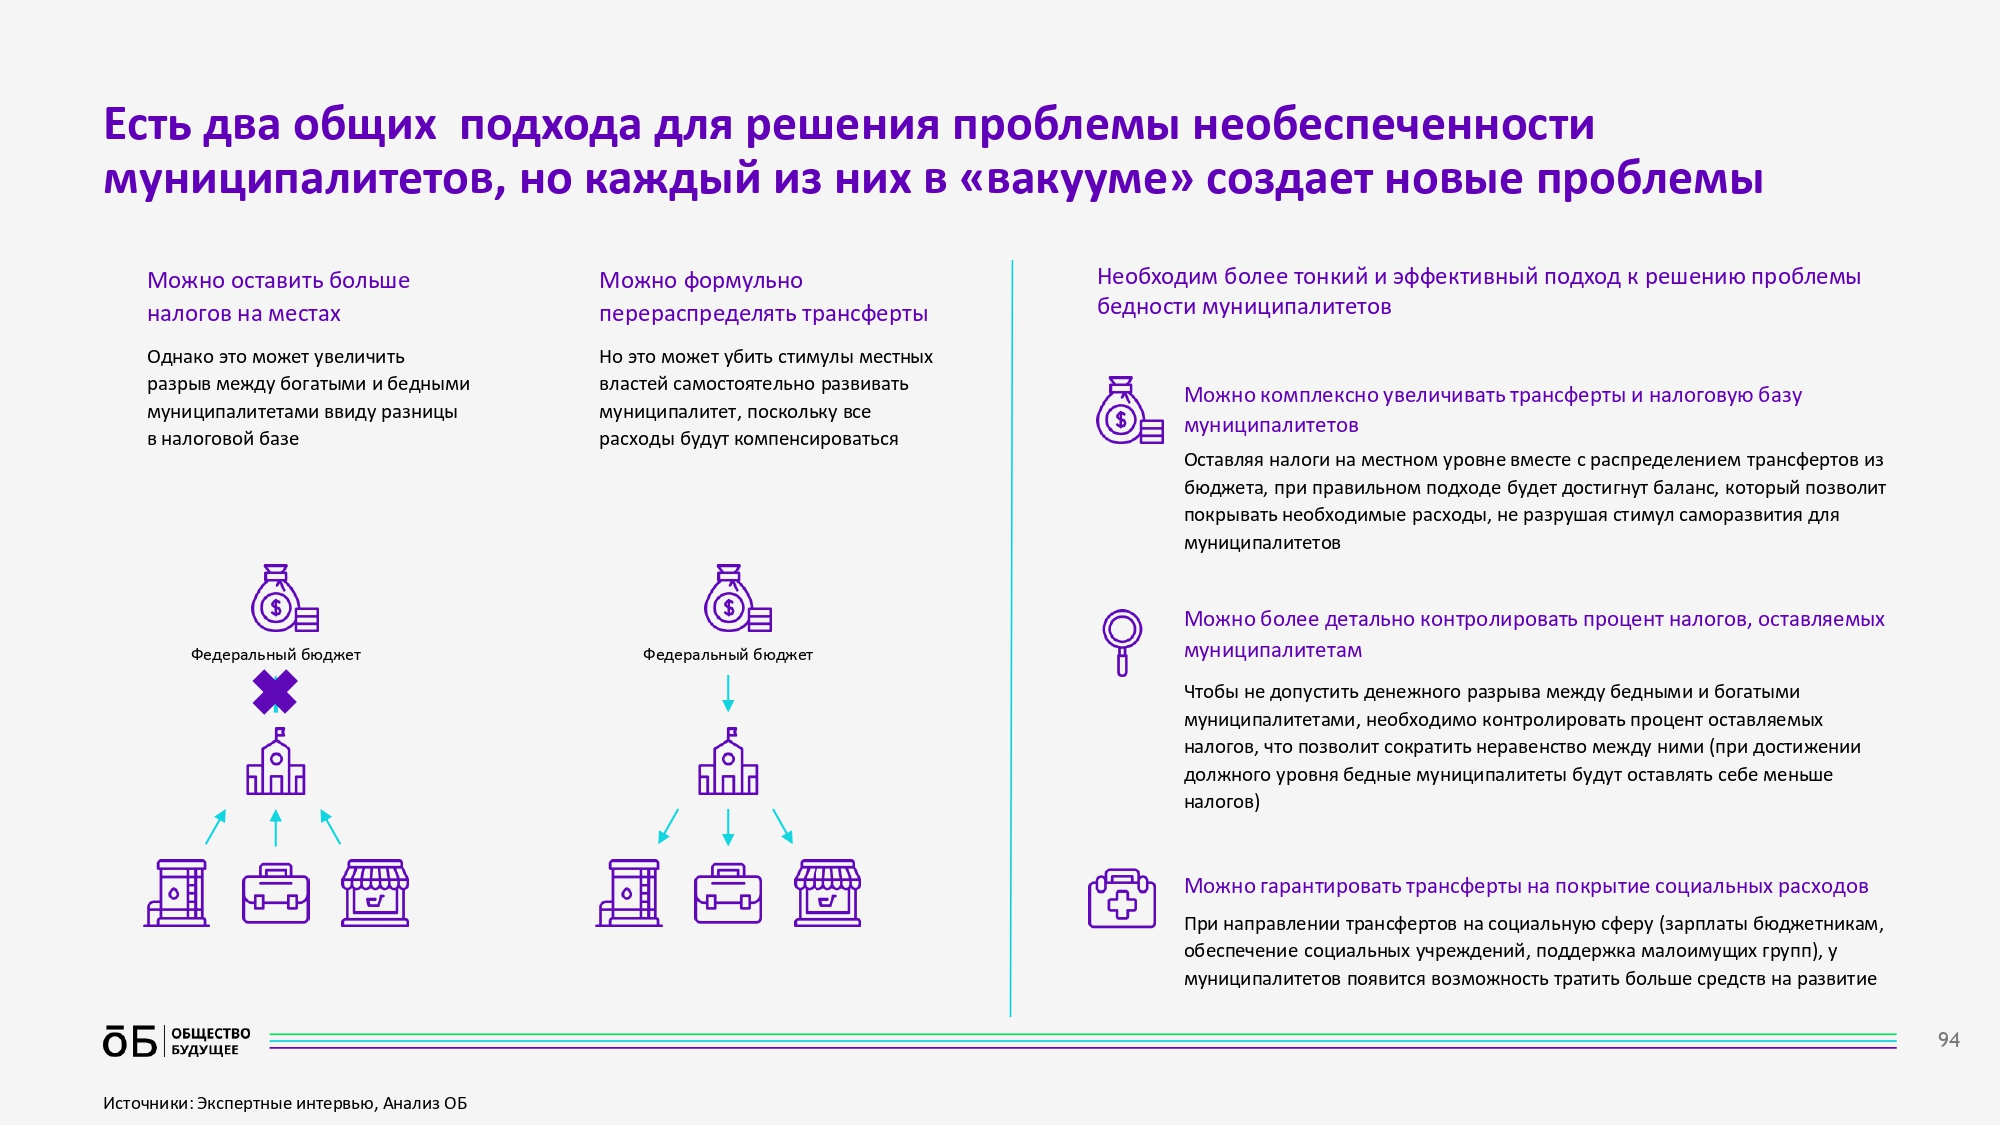 Есть два общих  подхода для решения проблемы необеспеченности
муниципалитетов, но каждый из них в «вакууме» создает новые проблемы
Можно оставить больше
налогов на местах
Однако это может увеличить
разрыв между богатыми и бедными
муниципалитетами ввиду разницы
в налоговой базе
Федеральный бюджет
Можно формульно
перераспределять трансферты
Но это может убить стимулы местных
властей самостоятельно развивать
муниципалитет, поскольку все
расходы будут компенсироваться
Федеральный бюджет
Необходим более тонкий и эффективный подход к решению проблемы
бедности муниципалитетов
Можно комплексно увеличивать трансферты и налоговую базу
муниципалитетов
Оставляя налоги на местном уровне вместе с распределением трансфертов из
бюджета, при правильном подходе будет достигнут баланс, который позволит
покрывать необходимые расходы, не разрушая стимул саморазвития для
муниципалитетов
Можно более детально контролировать процент налогов, оставляемых
муниципалитетам
Чтобы не допустить денежного разрыва между бедными и богатыми
муниципалитетами, необходимо контролировать процент оставляемых
налогов, что позволит сократить неравенство между ними (при достижении
должного уровня бедные муниципалитеты будут оставлять себе меньше
налогов)
Можно гарантировать трансферты на покрытие социальных расходов
При направлении трансфертов на социальную сферу (зарплаты бюджетникам,
обеспечение социальных учреждений, поддержка малоимущих групп), у
муниципалитетов появится возможность тратить больше средств на развитие
ōБ ОБЩЕСТВО
БУДУЩЕЕ
94
Источники: Экспертные интервью, Анализ ОБ